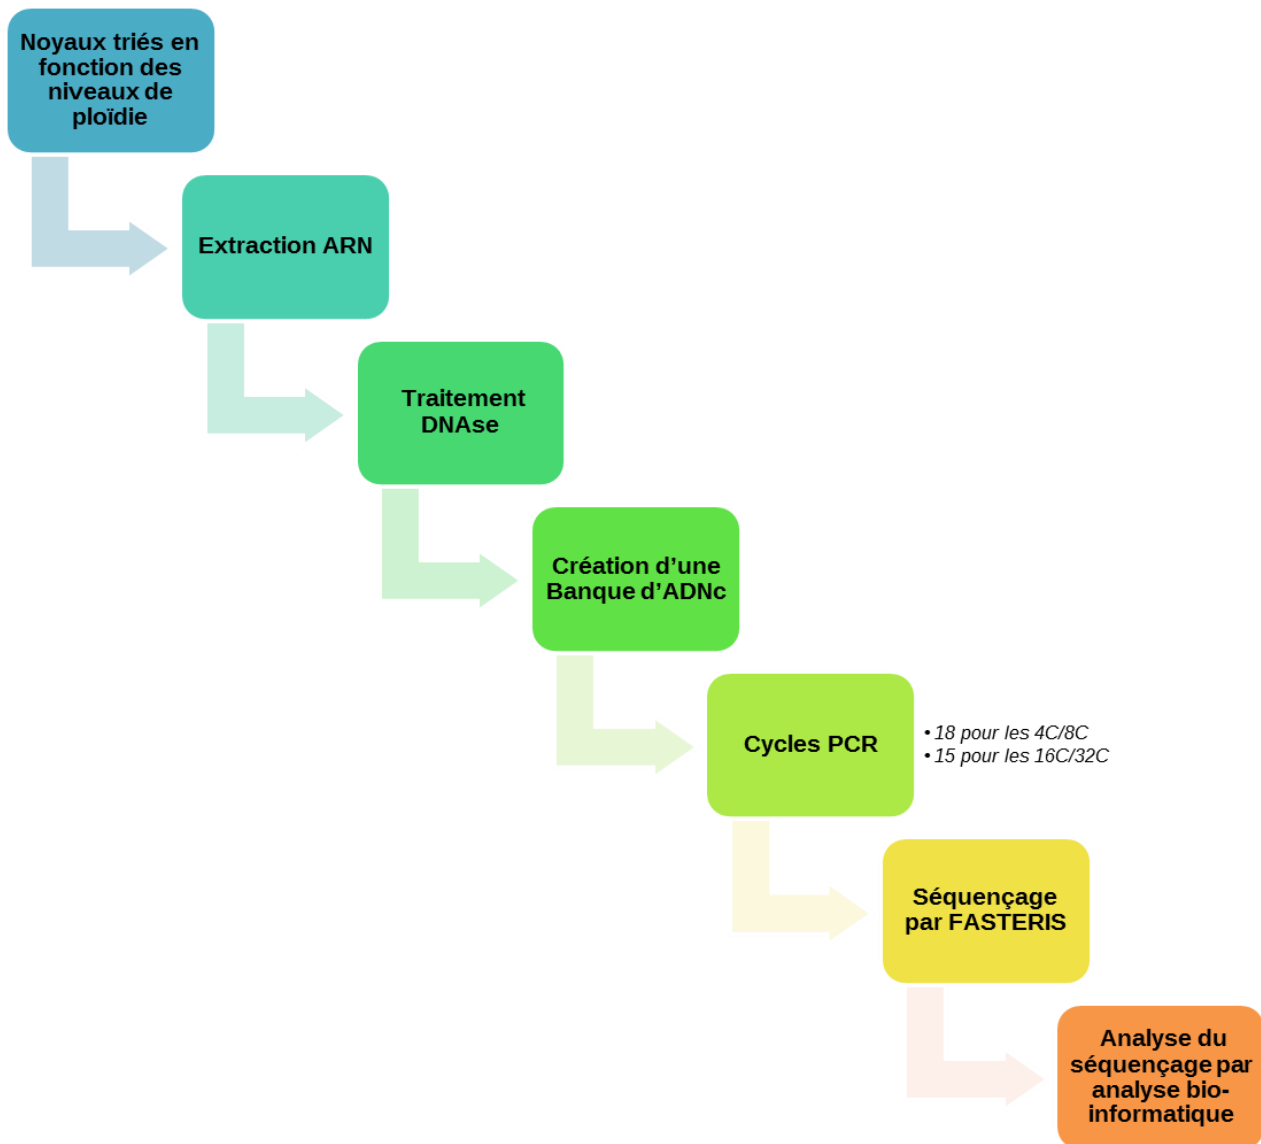 Noyaux triés en
fonction des
niveaux de
ploïdie
Extraction ARN
Traitement
DNAse
Création d’une
Banque d’ADNc
Cycles PCR
• 18 pour les 4C/8C
• 15 pour les 16C/32C
Séquençage
par FASTERIS
Analyse du
séquençage par
analyse bio-
informatique